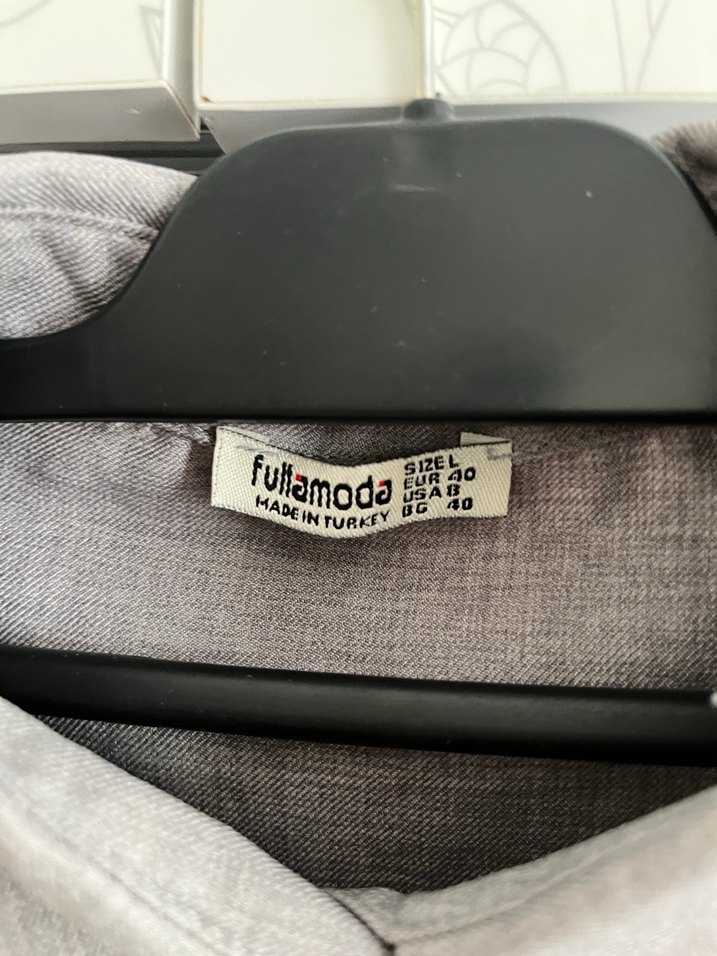 fullamoda
MADE IN TURKEY
SIZE L
EUR 40
USA 8
BG 40